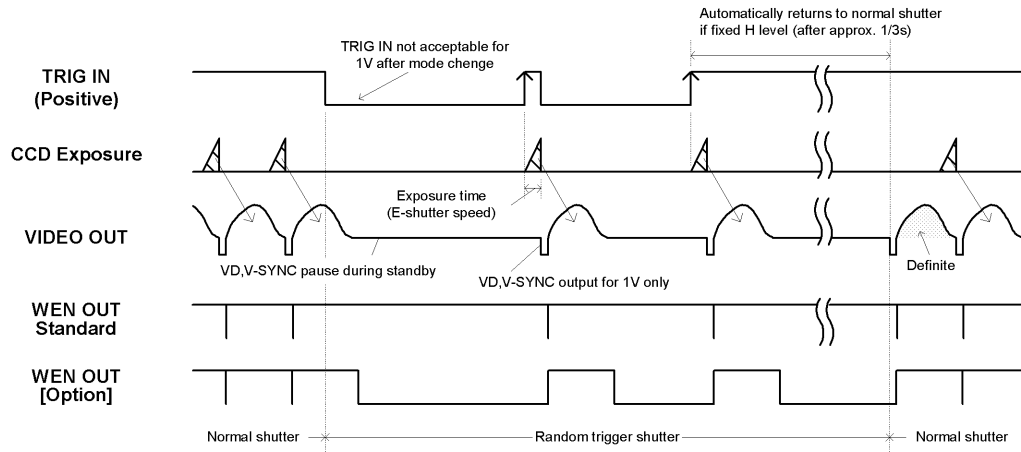 Automatically returns to normal shutter
if fixed H level (after approx. 1/3s)
TRIG IN not acceptable for
1V after mode chenge
TRIG IN
(Positive)
CCD Exposure
Exposure time
(E-shutter speed)
VIDEO OUT
VD,V-SYNC pause during standby
VD,V-SYNC output for 1V only
Definite
WEN OUT
Standard
WEN OUT
[Option]
Normal shutter
Random trigger shutter
Normal shutter